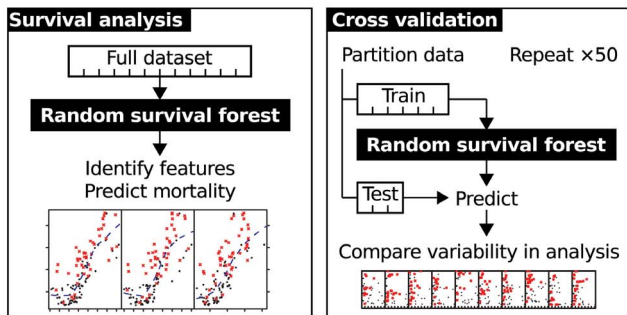 Survival analysis
Full dataset
Random survival forest
Identify features
Predict mortality
Cross validation
Partition data
Repeat ×50
Train
Random survival forest
Test
Predict
Compare variability in analysis